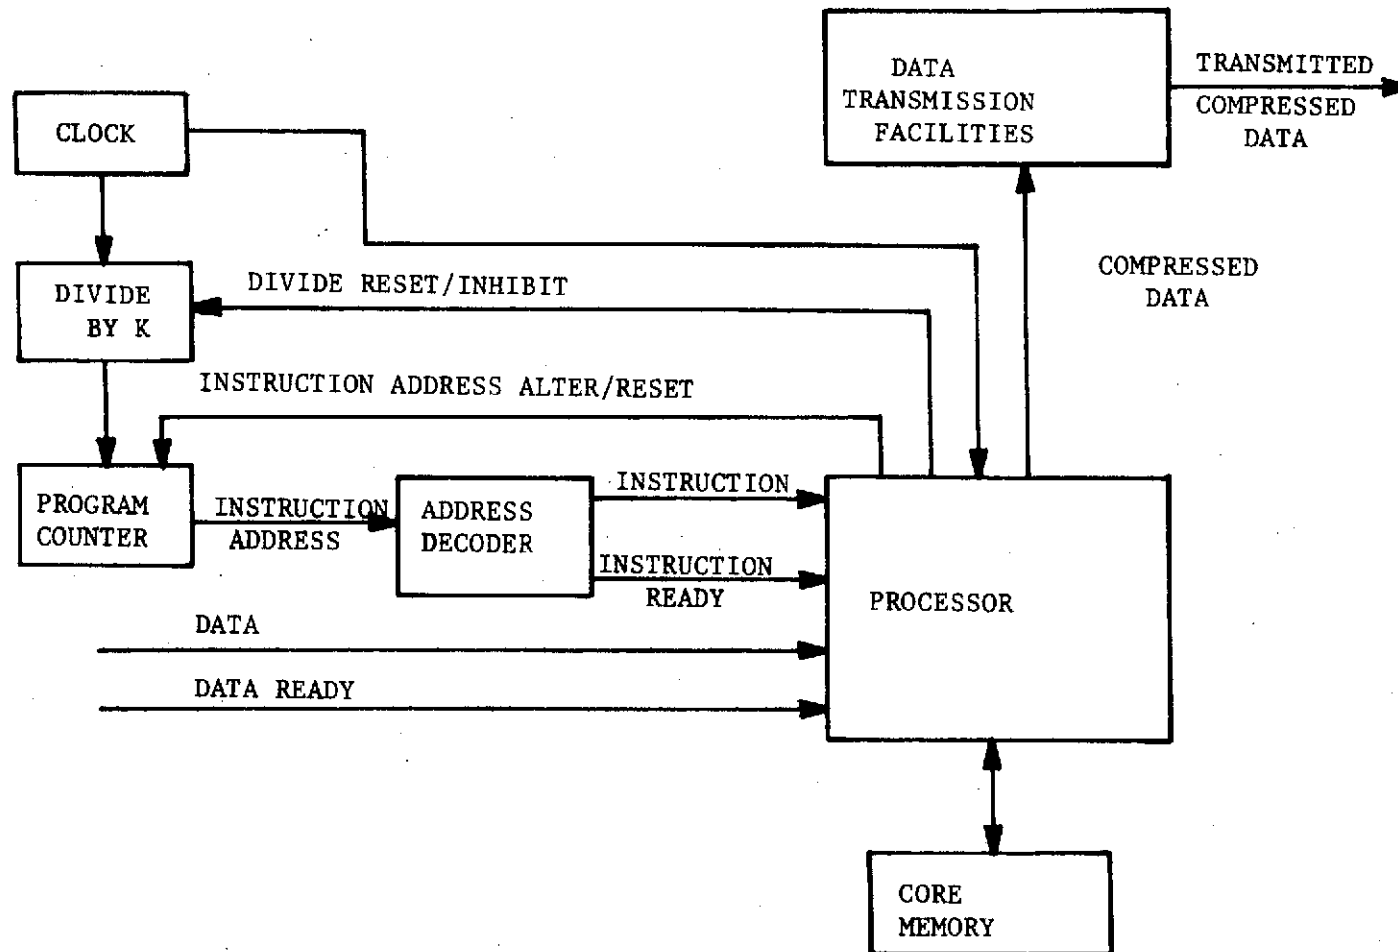 DATA
TRANSMISSION
FACILITIES
TRANSMITTED
COMPRESSED
DATA
CLOCK
COMPRESSED
DATA
DIVIDE
BY K
DIVIDE RESET/INHIBIT
INSTRUCTION ADDRESS ALTER/RESET
PROGRAM
COUNTER
INSTRUCTION
ADDRESS
ADDRESS
DECODER
INSTRUCTION
INSTRUCTION
READY
PROCESSOR
DATA
DATA READY
CORE
MEMORY